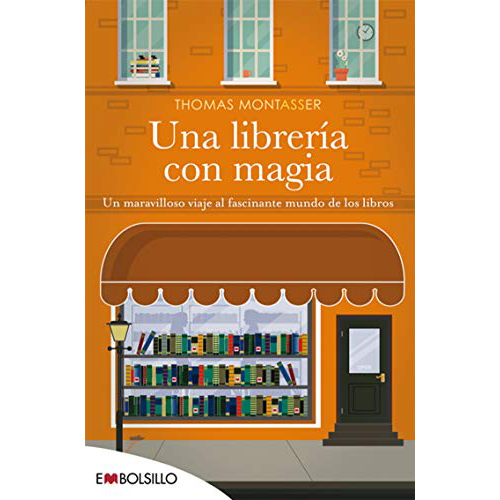 THOMAS MONTASSER
Una librería
con magia
Un maravilloso viaje al fascinante mundo de los libros
EMBOLSILLO